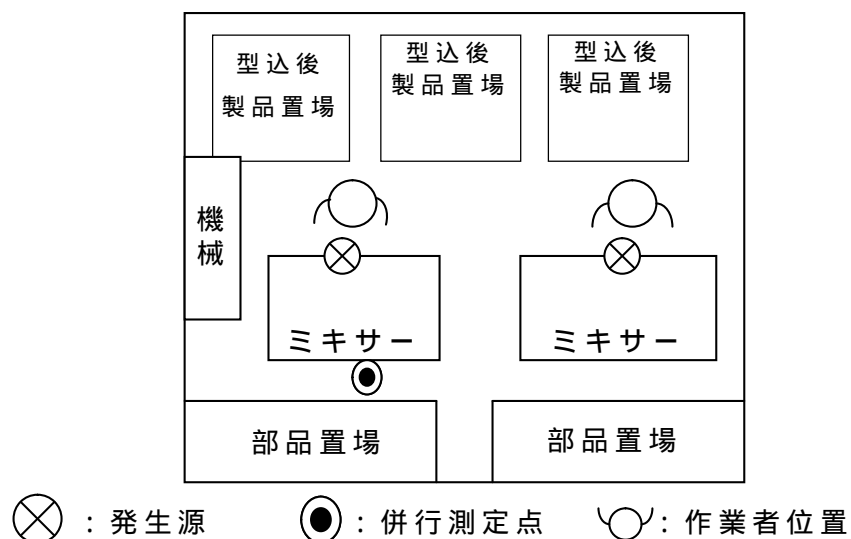 型込後
製品置場
型込後
製品置場
型込後
製品置場
機械
ミキサー
ミキサー
部品置場
部品置場
：発生源
：併行測定点
：作業者位置